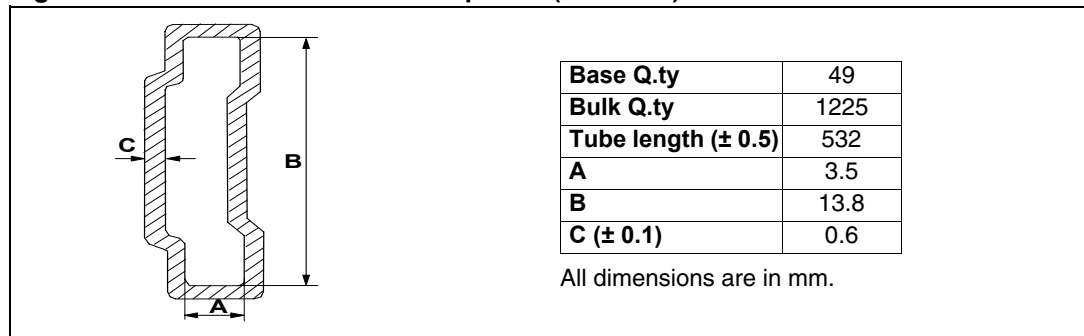 C
B
A
Base Q.ty 49
Bulk Q.ty 1225
Tube length (± 0.5) 532
A 3.5
B 13.8
C (± 0.1) 0.6
All dimensions are in mm.